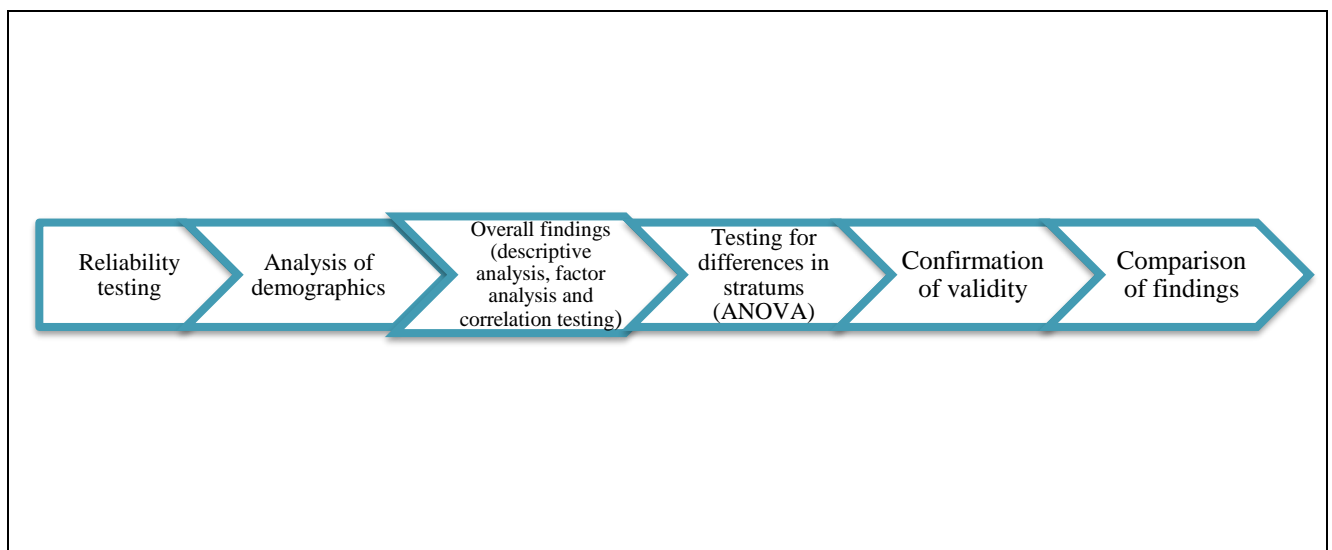 Reliability
testing
Analysis of
demographics
Overall findings
(descriptive
analysis, factor
analysis and
correlation testing)
Testing for
differences in
stratums
(ANOVA)
Confirmation
of validity
Comparison
of findings